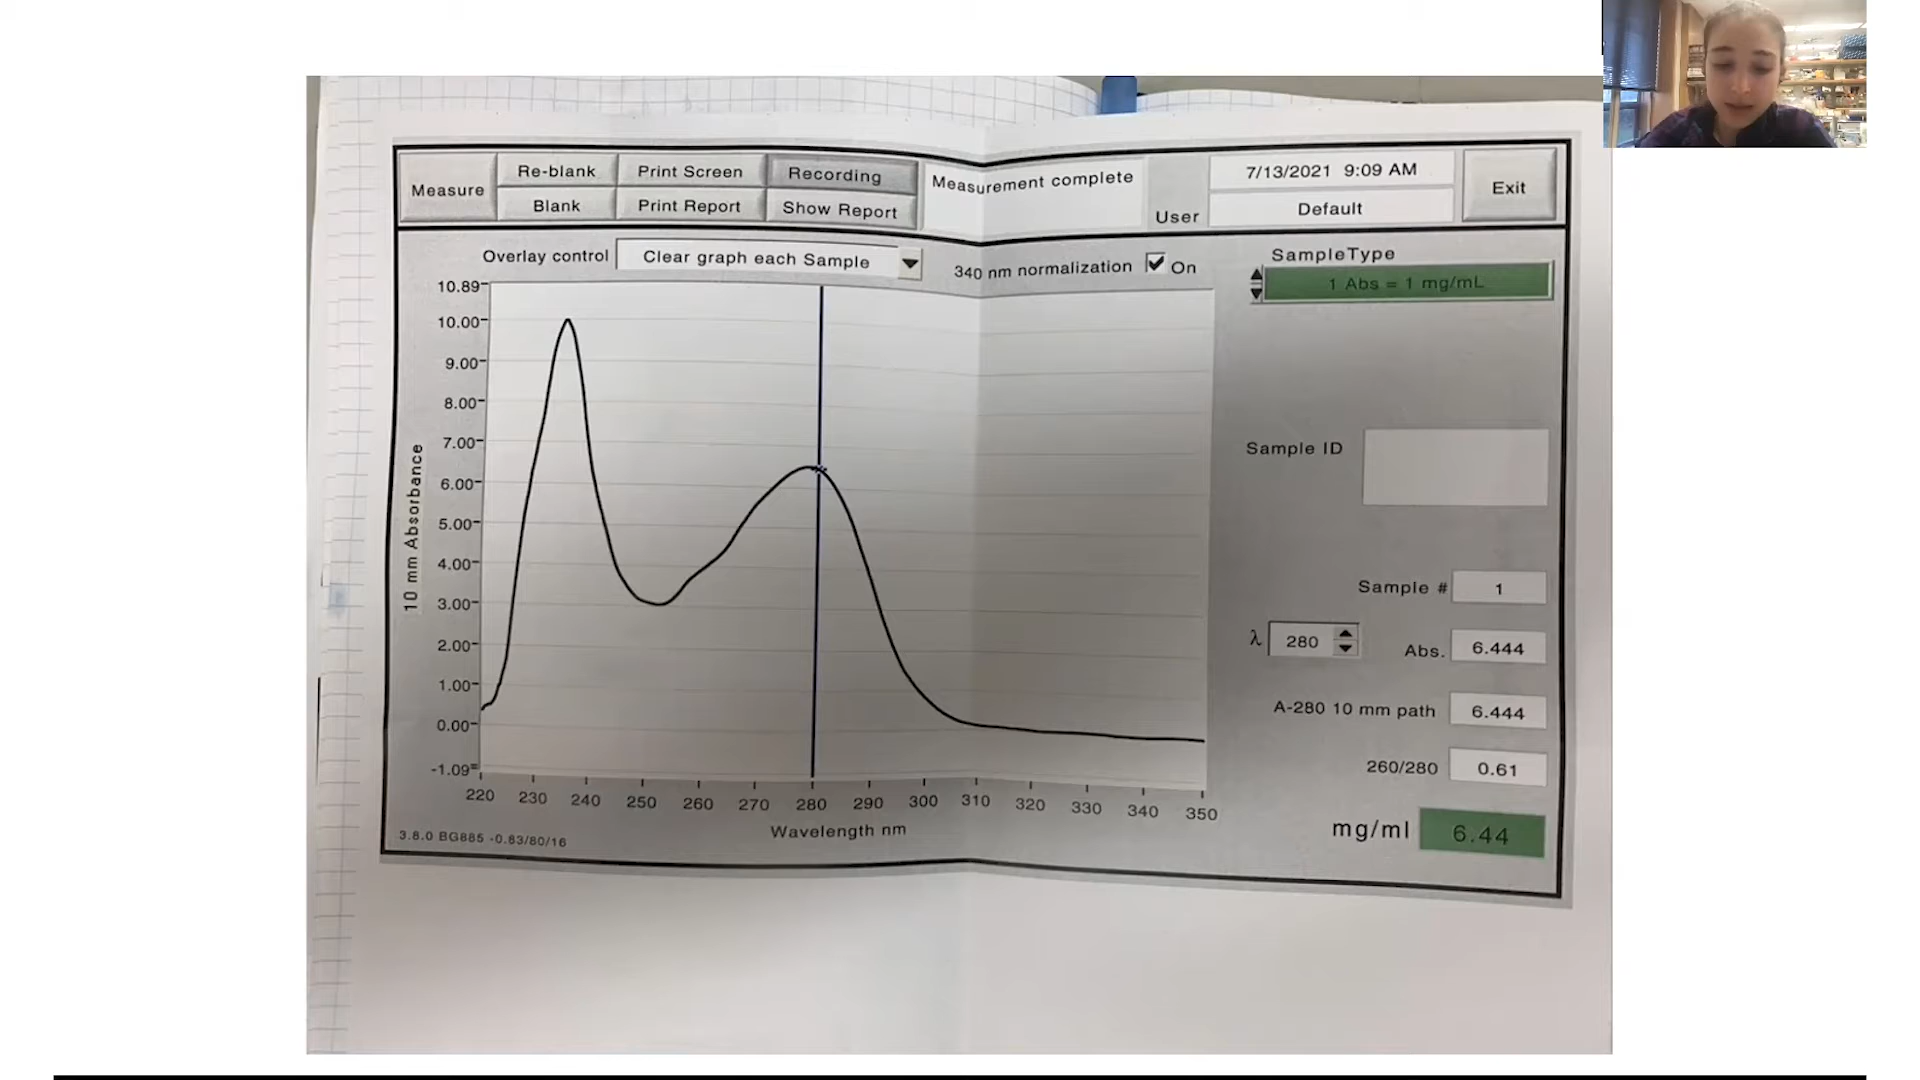 Measure
Re-blank
Print Screen
Recording
Measurement complete
7/13/2021 9:09 AM
Exit
Blank
Print Report
Show Report
User
Default
Overlay control
Clear graph each Sample
340 nm normalization
On
SampleType
1 Abs = 1 mg/mL
10.89
10.00
9.00
8.00
7.00
6.00
5.00
4.00
3.00
2.00
1.00
0.00
-1.09
10 mm Absorbance
220 230 240 250 260 270 280 290 300 310 320 330 340 350
Wavelength nm
3.8.0 BG885 -0.83/80/16
Sample ID
Sample # 1
λ 280
Abs. 6.444
A-280 10 mm path 6.444
260/280 0.61
mg/ml 6.44